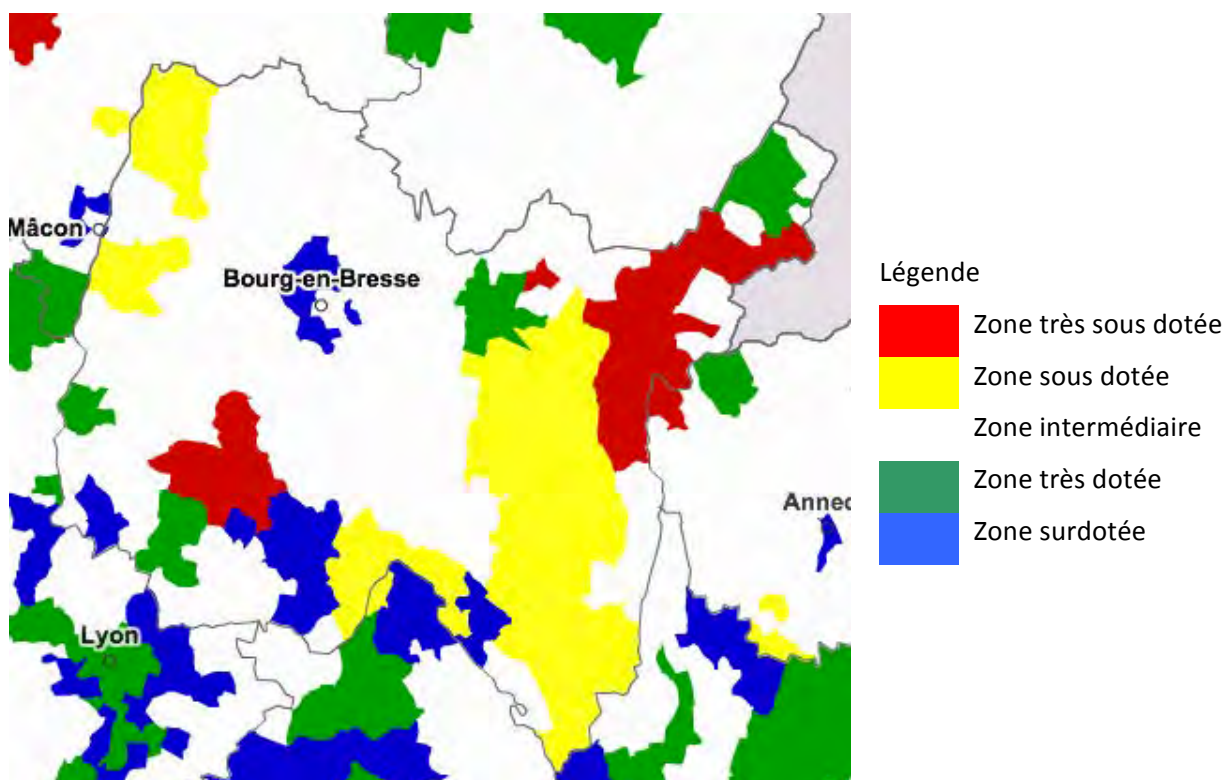 Mâcon
Bourg-en-Bresse
Annec
Lyon
Légende
Zone très sous dotée
Zone sous dotée
Zone intermédiaire
Zone très dotée
Zone surdotée